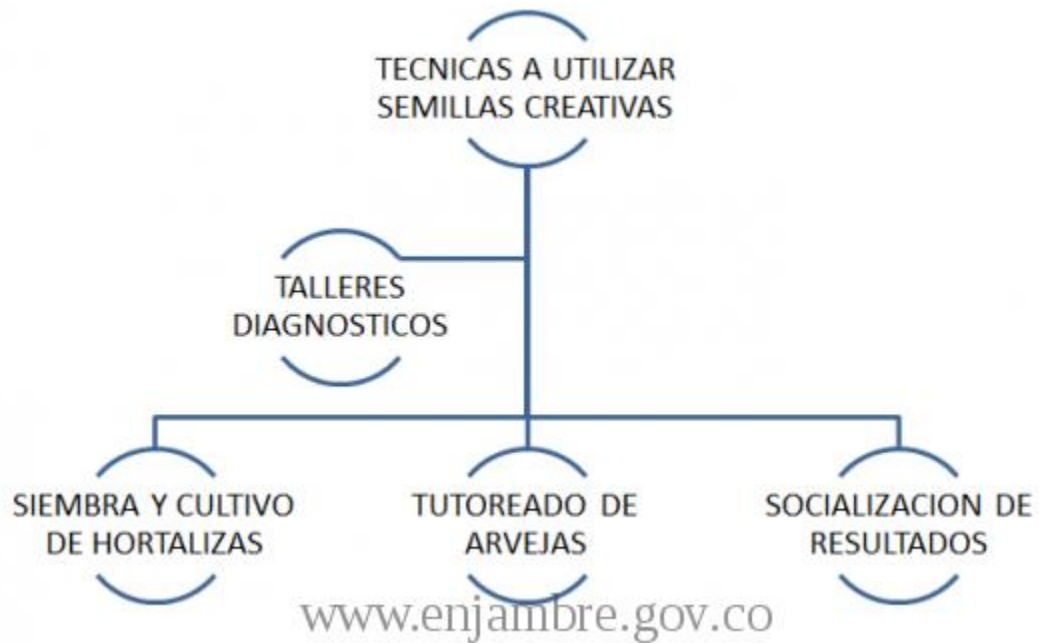 TECNICAS A UTILIZAR
SEMILLAS CREATIVAS
TALLERES
DIAGNOSTICOS
SIEMBRA Y CULTIVO
DE HORTALIZAS
TUTOREADO DE
ARVEJAS
SOCIALIZACION DE
RESULTADOS
www.enjambre.gov.co